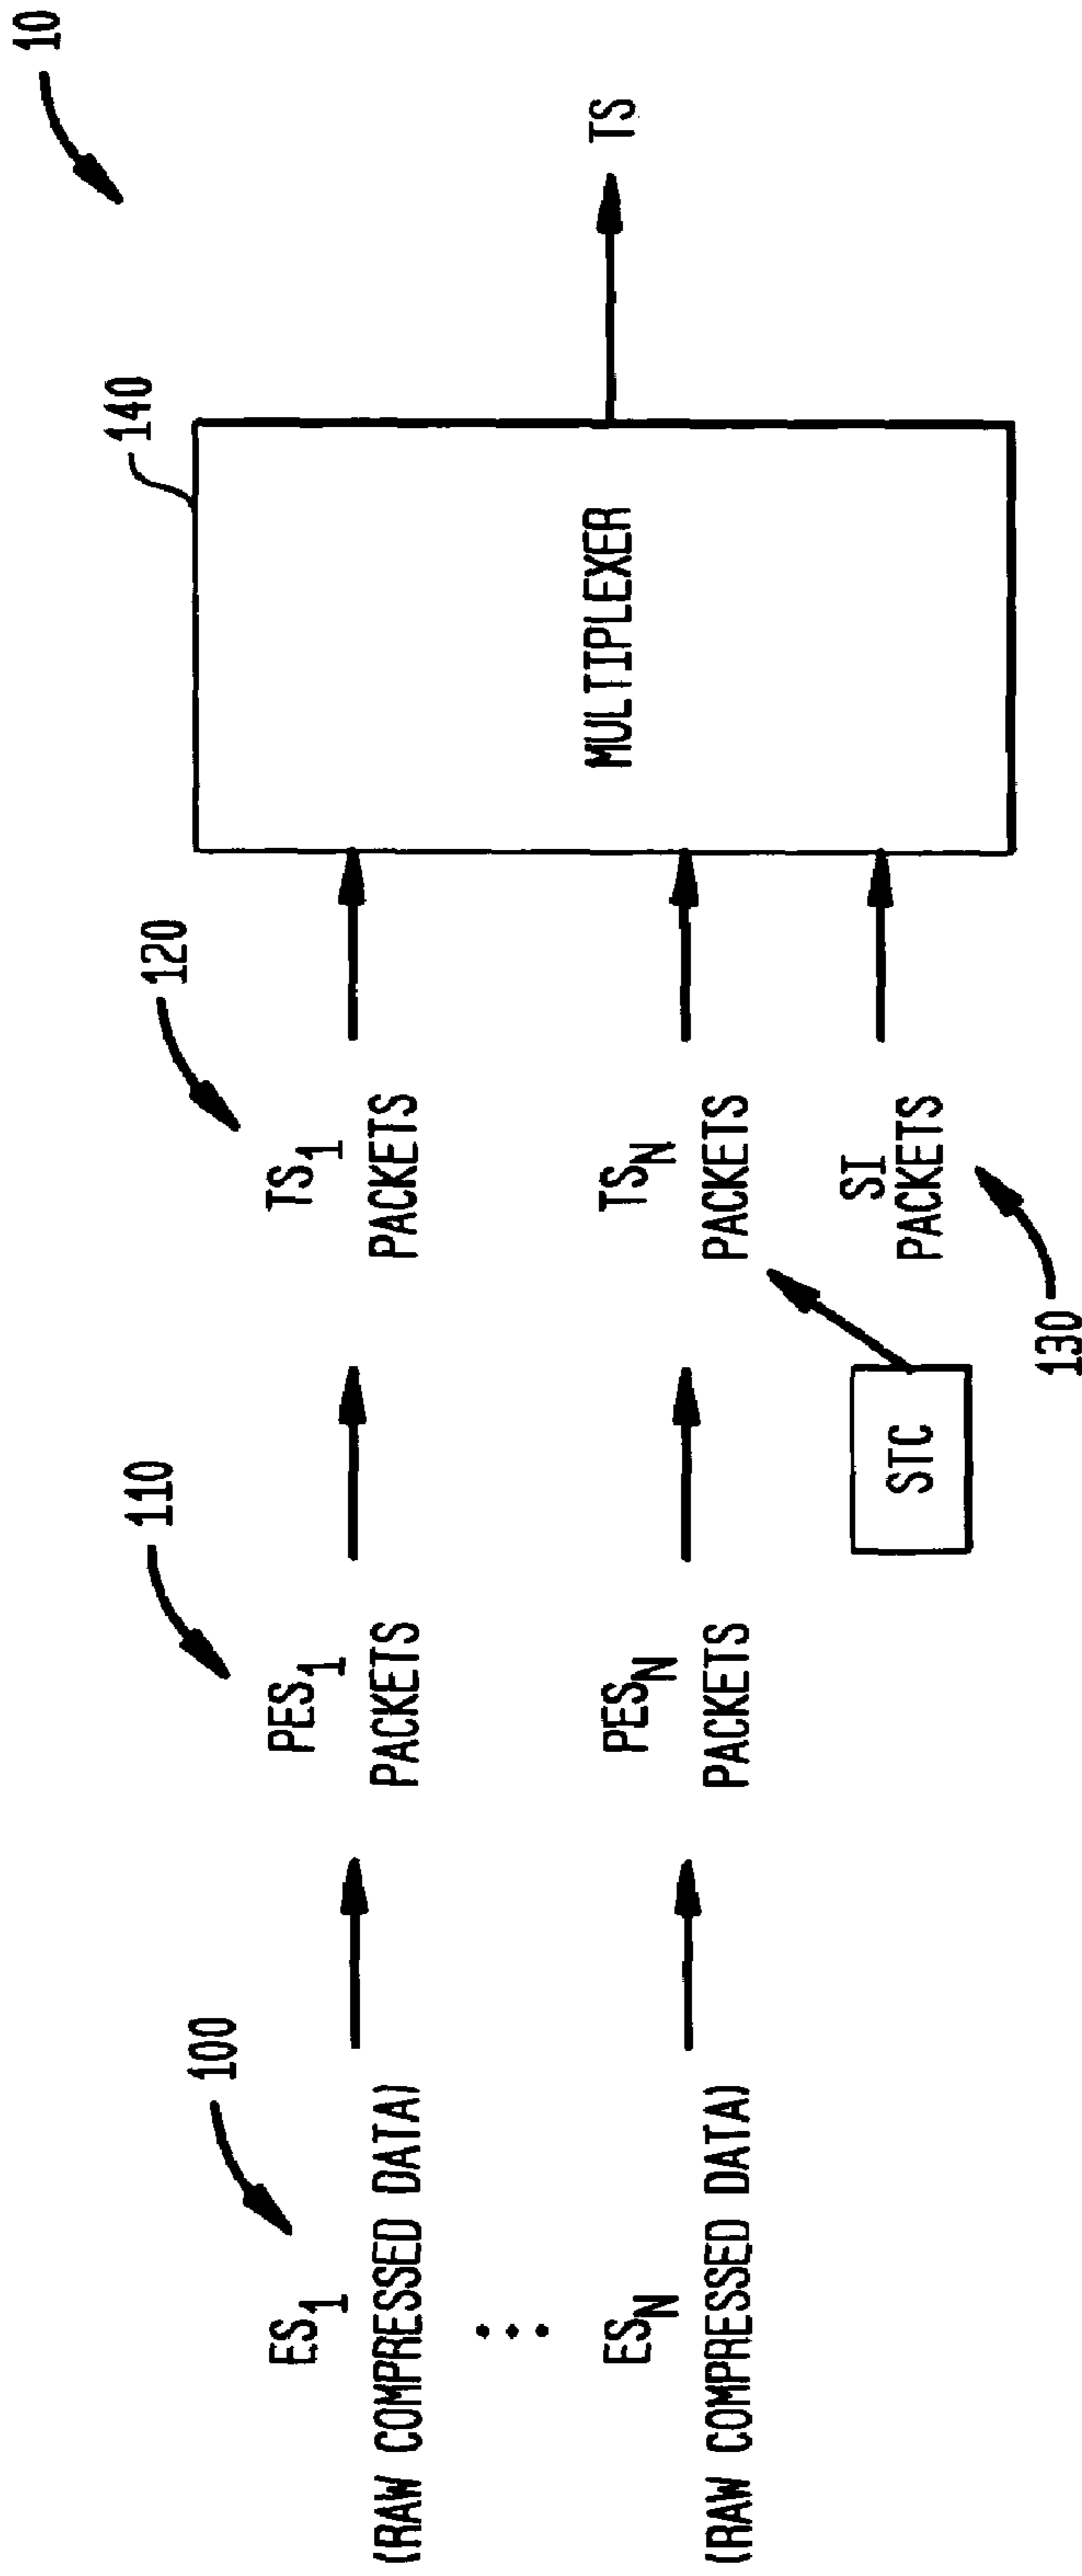 10
140
120
110
100
ES1
(RAW COMPRESSED DATA)
PES1
PACKETS
TS1
PACKETS
MULTIPLEXER
TS
ESN
(RAW COMPRESSED DATA)
PESN
PACKETS
TSN
PACKETS
STC
SI
PACKETS
130